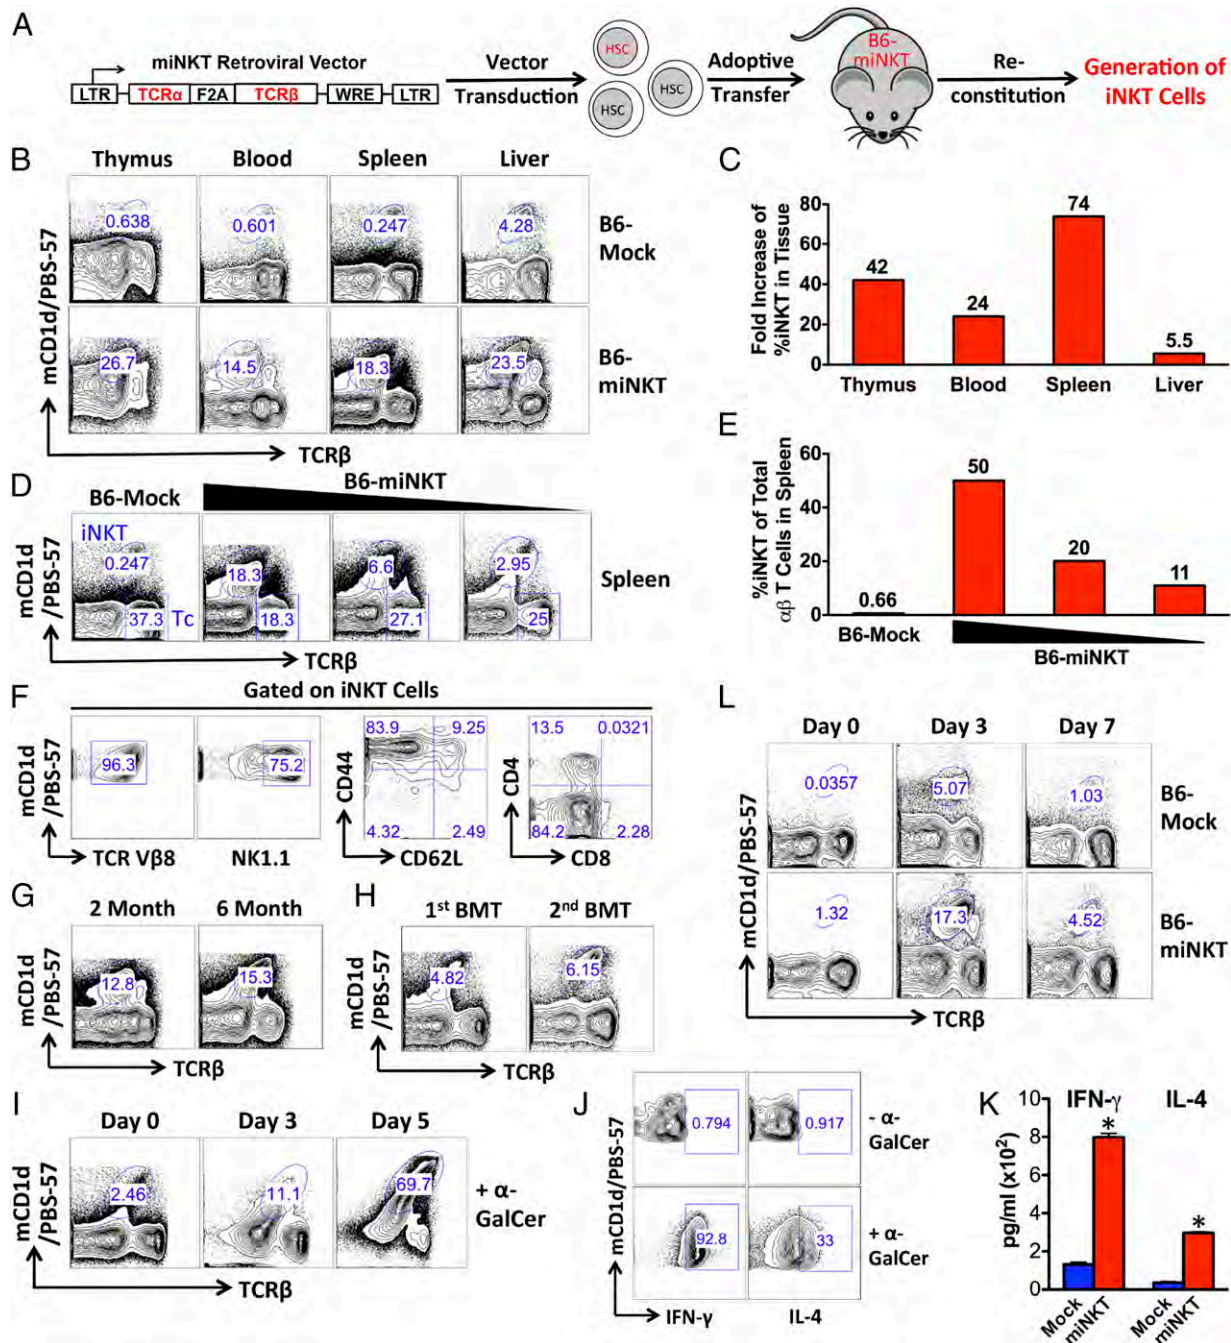 A
miNKT Retroviral Vector
LTR TCRα F2A TCRβ WRE LTR
Vector
Transduction
HSC
HSC
HSC
Adoptive
Transfer
B6-
miNKT
Re-
constitution
Generation of
iNKT Cells
B
Thymus Blood Spleen Liver
0.638 0.601 0.247 4.28
B6-
Mock
26.7 14.5 18.3 23.5
B6-
miNKT
mCD1d/PBS-57
TCRβ
C
Fold Increase of
%iNKT in Tissue
80
60
40
20
0
42 24 74 5.5
Thymus Blood Spleen Liver
D
B6-Mock B6-miNKT
iNKT
0.247 18.3 6.6 2.95
37.3 Tc 18.3 27.1 25
Spleen
mCD1d
/PBS-57
TCRβ
E
%iNKT of Total
αβ T Cells in Spleen
60
40
20
0
0.66 50 20 11
B6-Mock
B6-miNKT
F
Gated on iNKT Cells
mCD1d
/PBS-57
96.3
TCR Vβ8
75.2
NK1.1
CD44
83.9 9.25
4.32 2.49
CD62L
CD4
13.5 0.0321
84.2 2.28
CD8
G
2 Month 6 Month
12.8 15.3
mCD1d
/PBS-57
TCRβ
H
1st BMT 2nd BMT
4.82 6.15
mCD1d
/PBS-57
TCRβ
I
Day 0 Day 3 Day 5
2.46 11.1 69.7
+ α-
GalCer
mCD1d
/PBS-57
TCRβ
J
mCD1d/PBS-57
0.794 0.917
- α-
GalCer
92.8 33
+ α-
GalCer
IFN-γ IL-4
K
IFN-γ IL-4
pg/ml (x10²)
10
8
6
4
2
0
* *
Mock miNKT Mock miNKT
L
Day 0 Day 3 Day 7
0.0357 5.07 1.03
B6-
Mock
1.32 17.3 4.52
B6-
miNKT
mCD1d/PBS-57
TCRβ